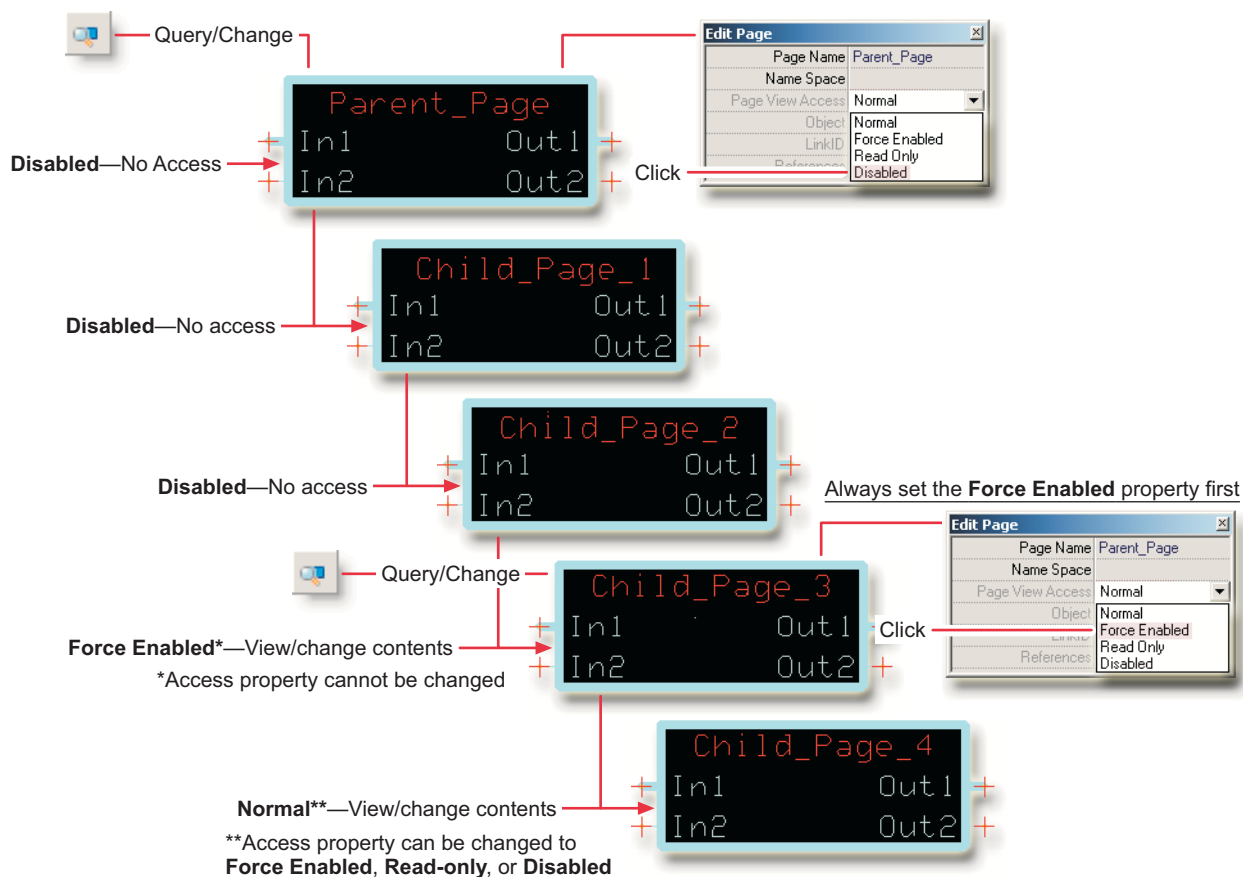 Query/Change
Edit Page
Page Name Parent_Page
Name Space
Page View Access Normal
Object Normal
LinkID Force Enabled
References Read Only
Disabled
Click
Parent_Page
In1 Out1
In2 Out2
Disabled—No Access
Child_Page_1
In1 Out1
In2 Out2
Disabled—No access
Child_Page_2
In1 Out1
In2 Out2
Disabled—No access
Always set the Force Enabled property first
Edit Page
Page Name Parent_Page
Name Space
Page View Access Normal
Object Normal
LinkID Force Enabled
References Read Only
Disabled
Click
Query/Change
Child_Page_3
In1 Out1
In2 Out2
Force Enabled*—View/change contents
*Access property cannot be changed
Child_Page_4
In1 Out1
In2 Out2
Normal**—View/change contents
**Access property can be changed to
Force Enabled, Read-only, or Disabled